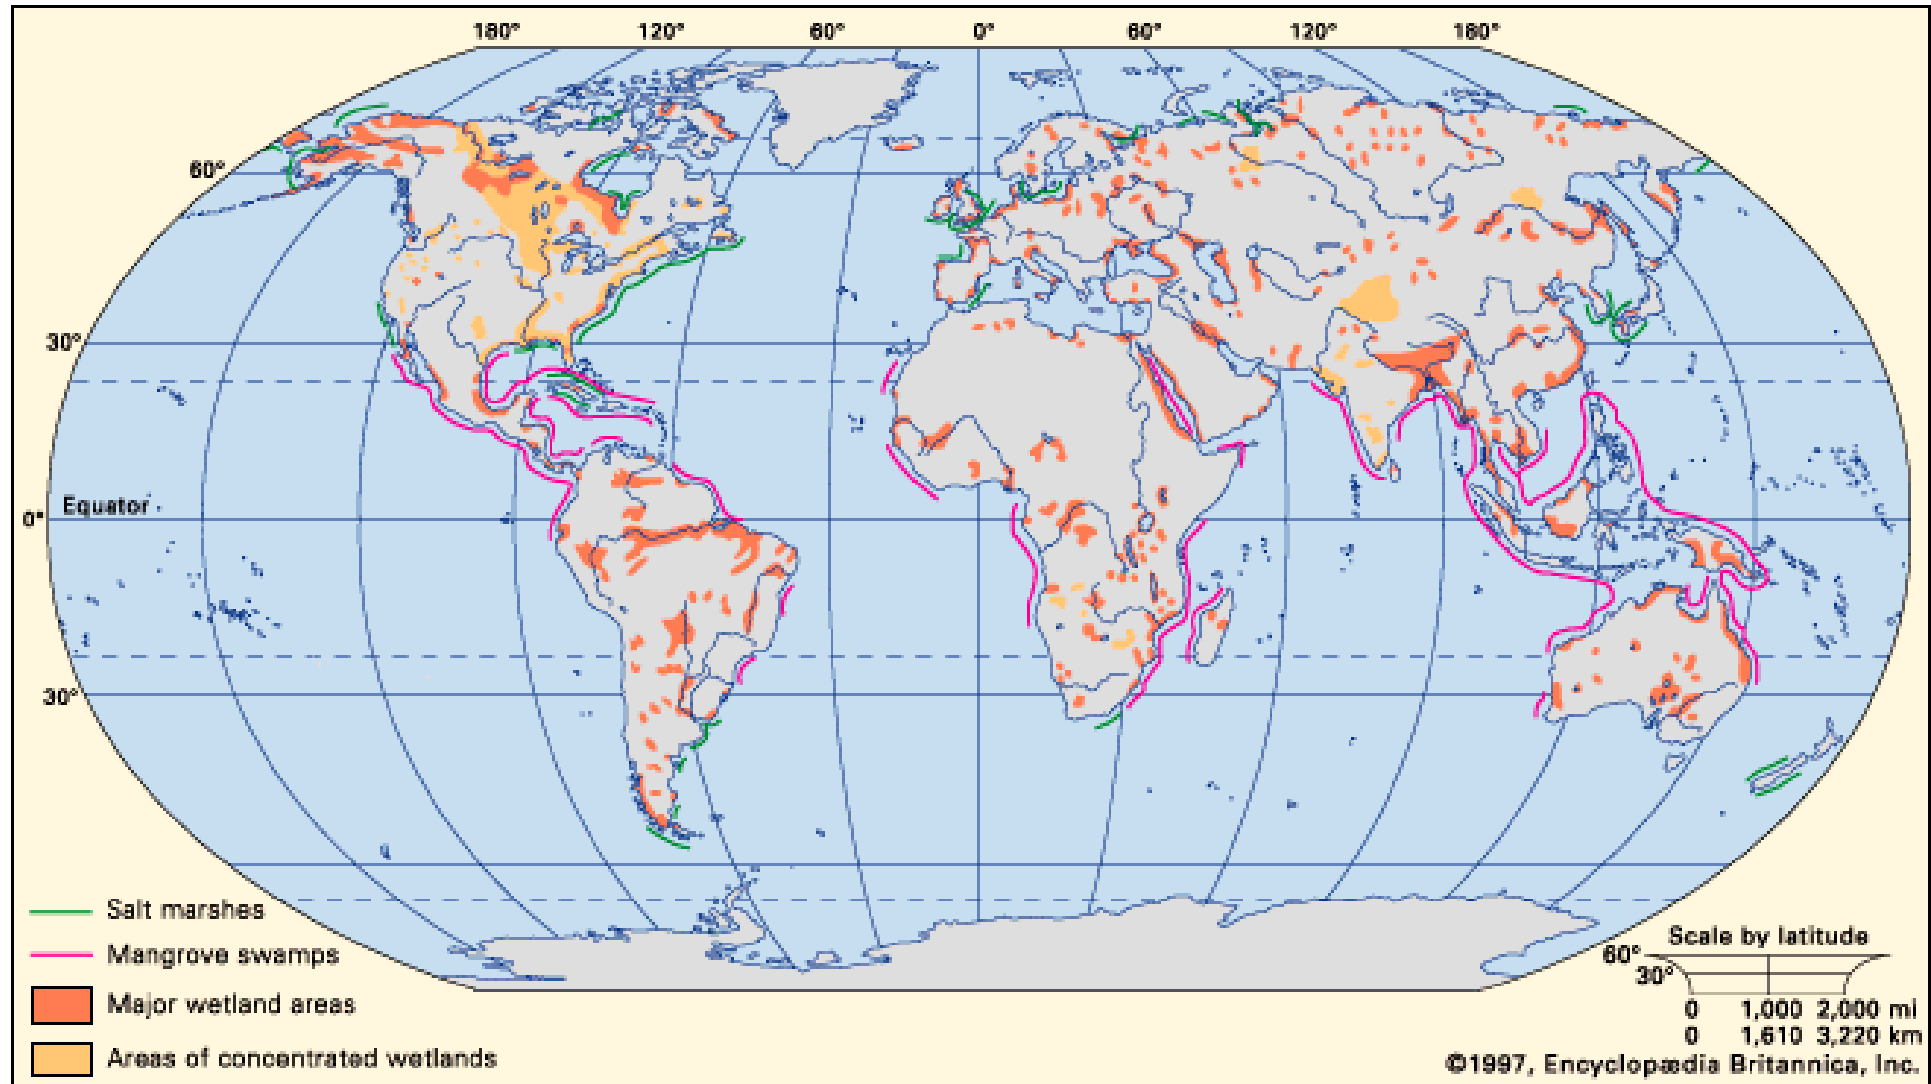 180° 120° 60° 0° 60° 120° 180°
60°
30°
Equator
0°
30°
Salt marshes
Mangrove swamps
Major wetland areas
Areas of concentrated wetlands
Scale by latitude
60°
30°
0 1,000 2,000 mi
0 1,610 3,220 km
©1997, Encyclopædia Britannica, Inc.